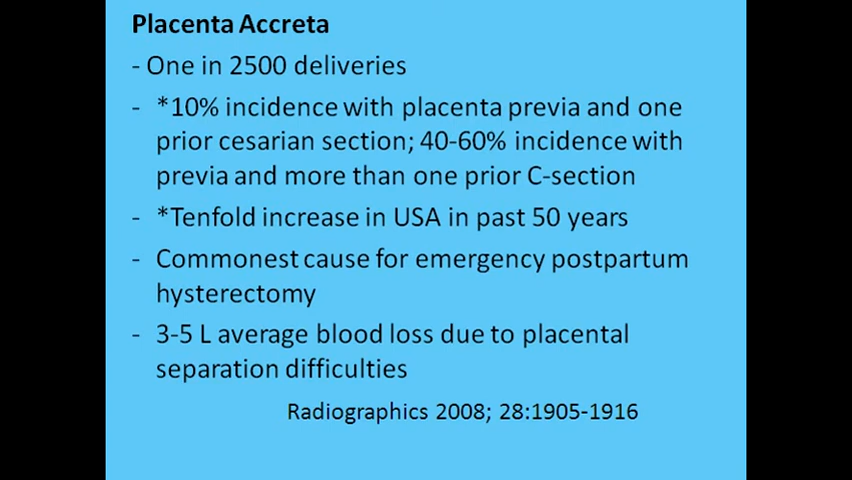 Placenta Accreta
- One in 2500 deliveries
- *10% incidence with placenta previa and one
prior cesarian section; 40-60% incidence with
previa and more than one prior C-section
- *Tenfold increase in USA in past 50 years
- Commonest cause for emergency postpartum
hysterectomy
- 3-5 L average blood loss due to placental
separation difficulties
Radiographics 2008; 28:1905-1916